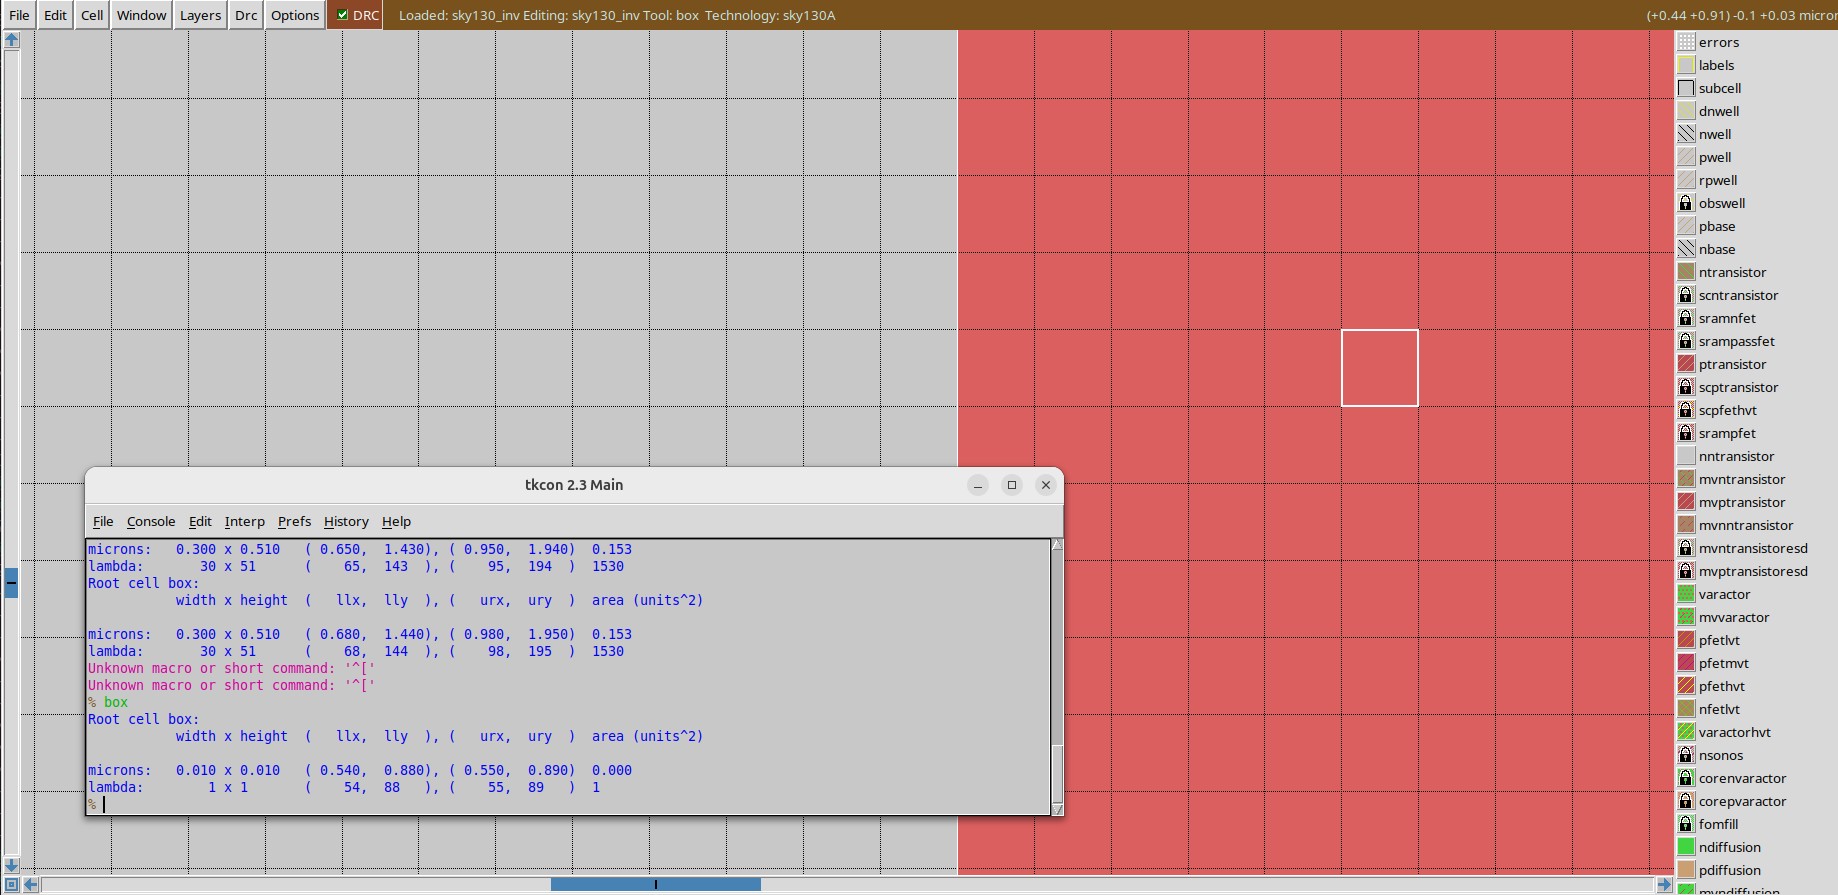 File Edit Cell Window Layers Drc Options DRC Loaded: sky130_inv Editing: sky130_inv Tool: box Technology: sky130A (+0.44 +0.91) -0.1 +0.03 micror
errors
labels
subcell
dnwell
nwell
pwell
rpwell
obswell
pbase
nbase
ntransistor
scntransistor
sramnfet
srampassfet
ptransistor
scptransistor
scpfethvt
srampfet
nntransistor
mvntransistor
mvptransistor
mvnntransistor
mvntransistoresd
mvptransistoresd
varactor
mvvaractor
pfetlvt
pfetmvt
pfethvt
nfetlvt
varactorhvt
nsonos
corenvaractor
corepvaractor
fomfill
ndiffusion
pdiffusion
mvndiffusion
tkcon 2.3 Main
File Console Edit Interp Prefs History Help
microns: 0.300 x 0.510 ( 0.650, 1.430), ( 0.950, 1.940) 0.153
lambda: 30 x 51 ( 65, 143 ), ( 95, 194 ) 1530
Root cell box:
width x height ( llx, lly ), ( urx, ury ) area (units^2)
microns: 0.300 x 0.510 ( 0.680, 1.440), ( 0.980, 1.950) 0.153
lambda: 30 x 51 ( 68, 144 ), ( 98, 195 ) 1530
Unknown macro or short command: '^['
Unknown macro or short command: '^['
% box
Root cell box:
width x height ( llx, lly ), ( urx, ury ) area (units^2)
microns: 0.010 x 0.010 ( 0.540, 0.880), ( 0.550, 0.890) 0.000
lambda: 1 x 1 ( 54, 88 ), ( 55, 89 ) 1
%